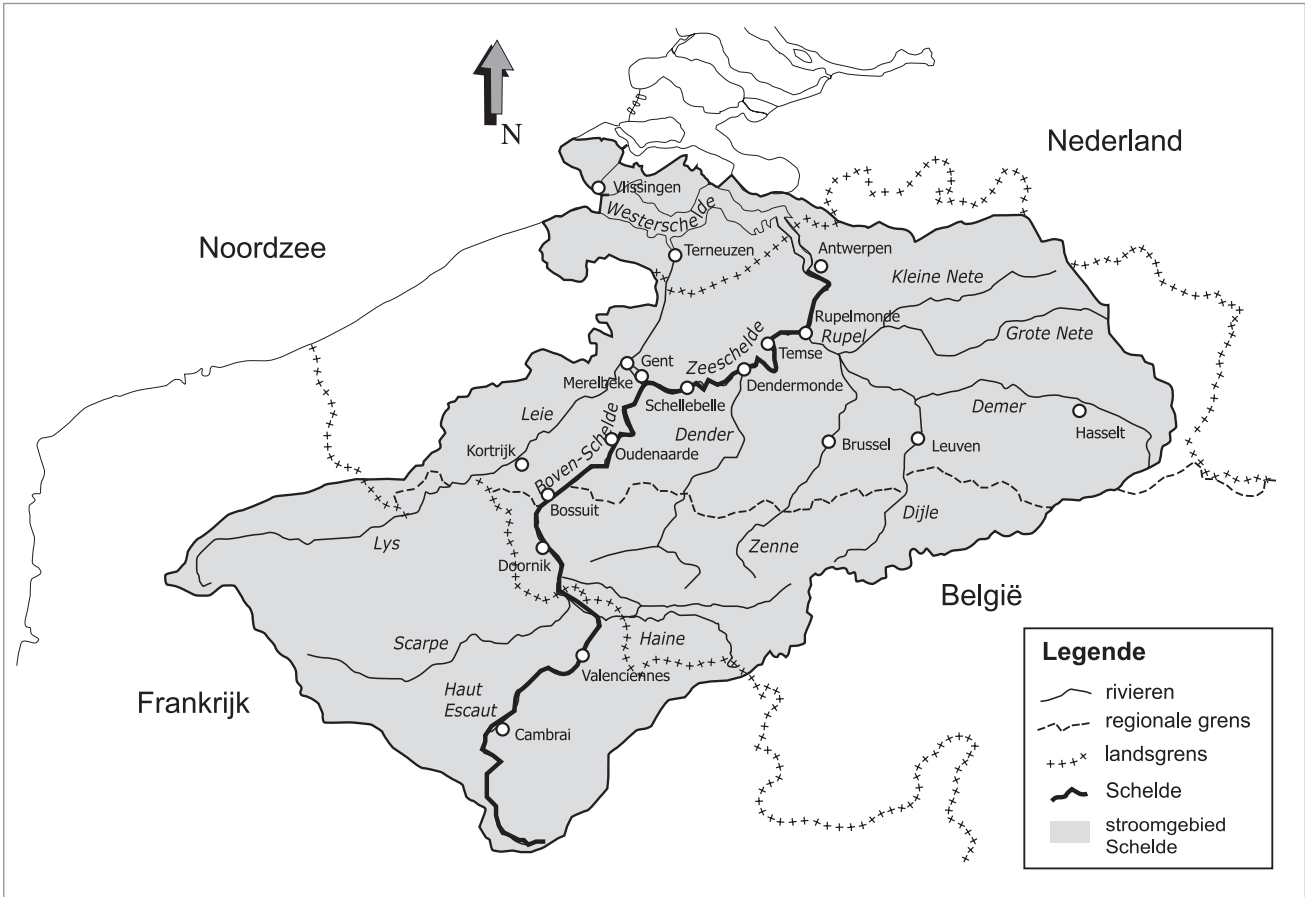 N
Nederland
Noordzee
Vlissingen
Westerschelde
Terneuzen
Antwerpen
Kleine Nete
Rupelmonde
Rupel
Grote Nete
Zeeschelde
Temse
Gent
Merelbeke
Dendermonde
Schellebelle
Leie
Dender
Demer
Hasselt
Kortrijk
Boven-Schelde
Oudenaarde
Brussel
Leuven
Bossuit
Dijle
Lys
Zenne
Doornik
België
Scarpe
Haine
Valenciennes
Haut
Escaut
Frankrijk
Cambrai
Legende
rivieren
regionale grens
landsgrens
Schelde
stroomgebied
Schelde